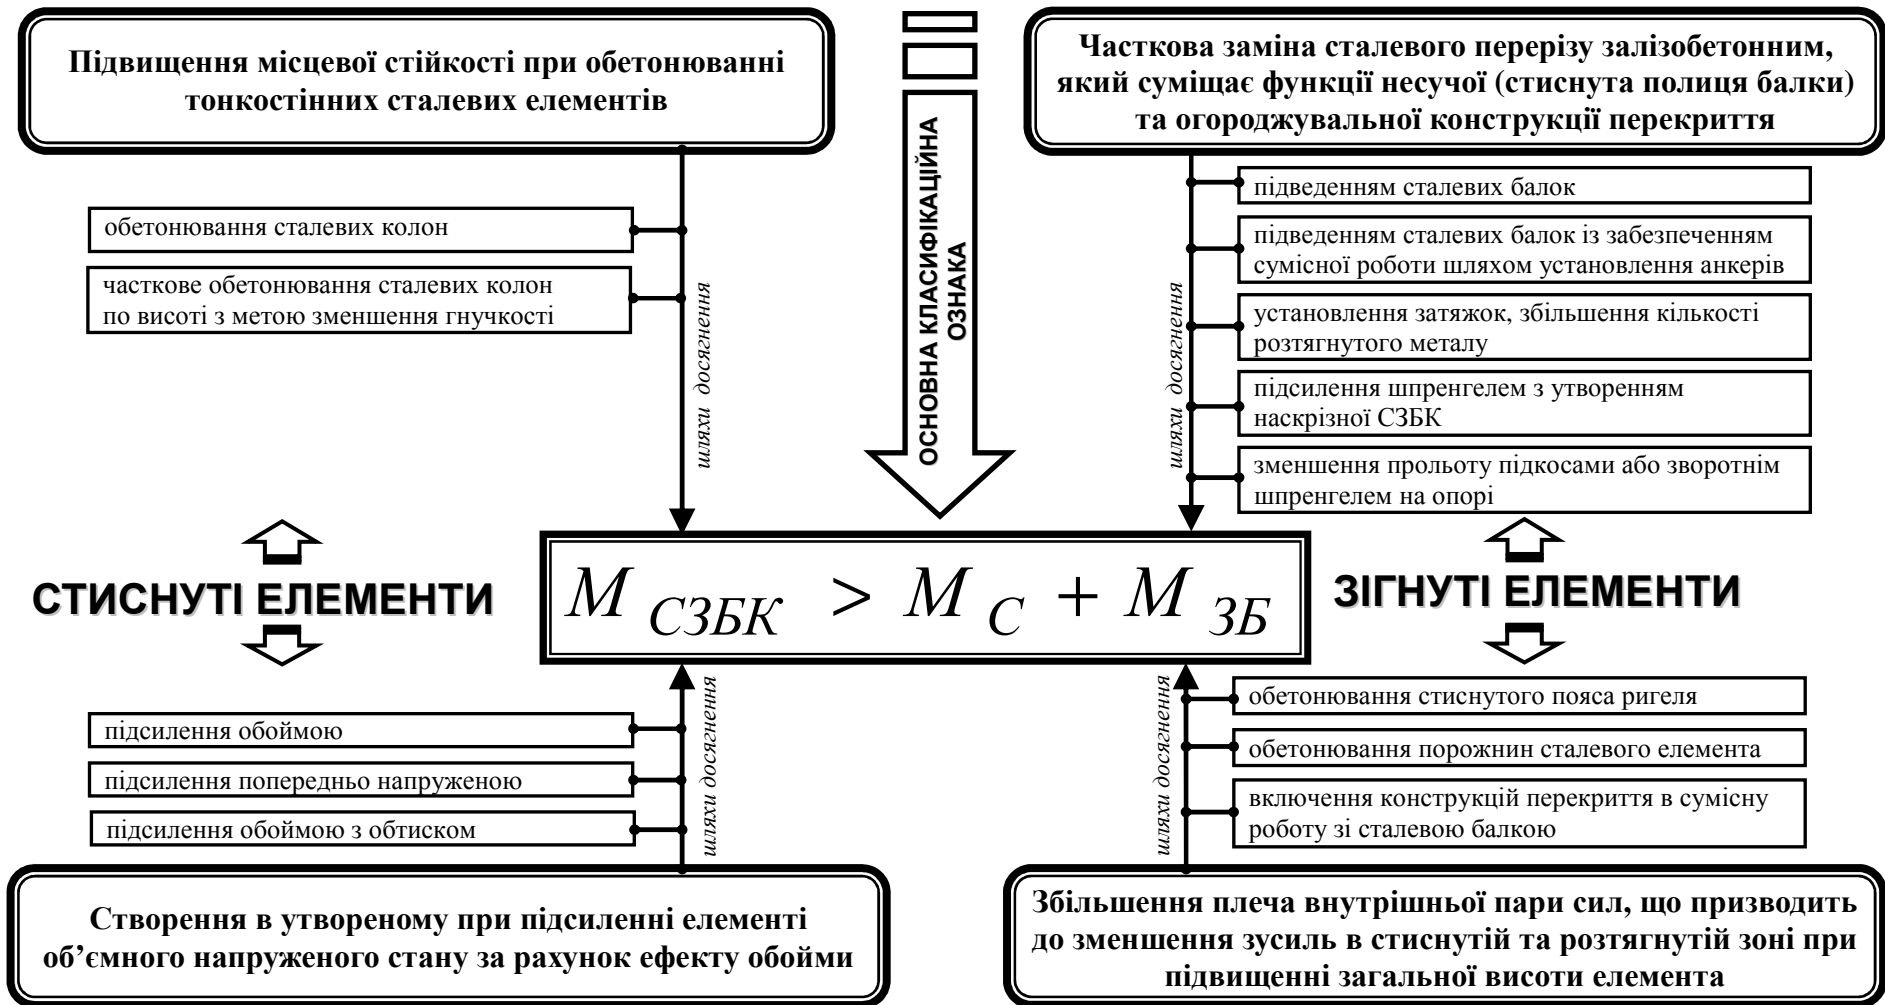 Підвищення місцевої стійкості при обетонюванні
тонкостінних сталевих елементів
обетонювання сталевих колон
часткове обетонювання сталевих колон
по висоті з метою зменшення гнучкості
шляхи досягнення
ОСНОВНА КЛАСИФІКАЦІЙНА
ОЗНАКА
Часткова заміна сталевого перерізу залізобетонним,
який суміщає функції несучої (стиснута полиця балки)
та огороджувальної конструкції перекриття
підведенням сталевих балок
підведенням сталевих балок із забезпеченням
сумісної роботи шляхом установлення анкерів
установлення затяжок, збільшення кількості
розтягнутого металу
підсилення шпренгелем з утворенням
наскрізної СЗБК
зменшення прольоту підкосами або зворотнім
шпренгелем на опорі
шляхи досягнення
СТИСНУТІ ЕЛЕМЕНТИ
M СЗБК > M С + M ЗБ
ЗІГНУТІ ЕЛЕМЕНТИ
підсилення обоймою
підсилення попередньо напруженою
підсилення обоймою з обтиском
шляхи досягнення
Створення в утвореному при підсиленні елементі
об’ємного напруженого стану за рахунок ефекту обойми
шляхи досягнення
обетонювання стиснутого пояса ригеля
обетонювання порожнин сталевого елемента
включення конструкцій перекриття в сумісну
роботу зі сталевою балкою
Збільшення плеча внутрішньої пари сил, що призводить
до зменшення зусиль в стиснутій та розтягнутій зоні при
підвищенні загальної висоти елемента